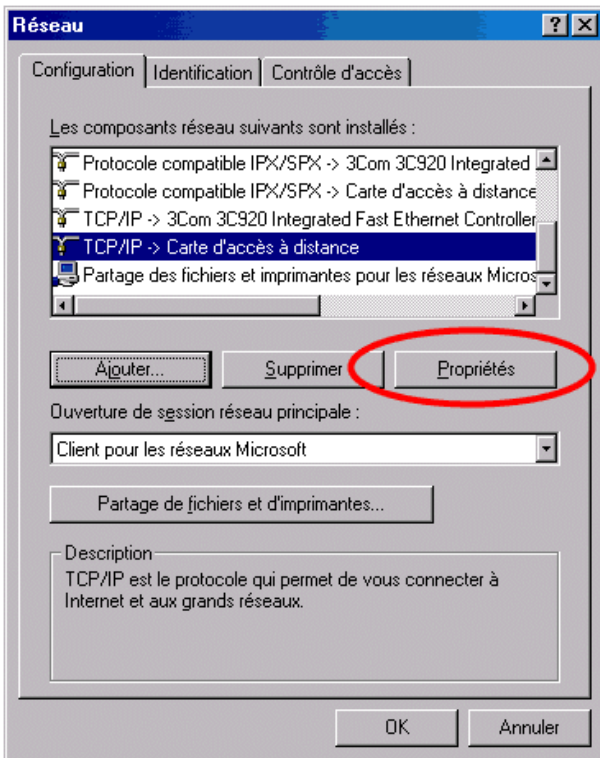 Réseau
Configuration Identification Contrôle d'accès
Les composants réseau suivants sont installés :
Protocole compatible IPX/SPX -> 3Com 3C920 Integrated
Protocole compatible IPX/SPX -> Carte d'accès à distance
TCP/IP -> 3Com 3C920 Integrated Fast Ethernet Controller
TCP/IP -> Carte d'accès à distance
Partage des fichiers et imprimantes pour les réseaux Micros
Ajouter... Supprimer Propriétés
Ouverture de session réseau principale :
Client pour les réseaux Microsoft
Partage de fichiers et d'imprimantes...
Description
TCP/IP est le protocole qui permet de vous connecter à
Internet et aux grands réseaux.
OK Annuler